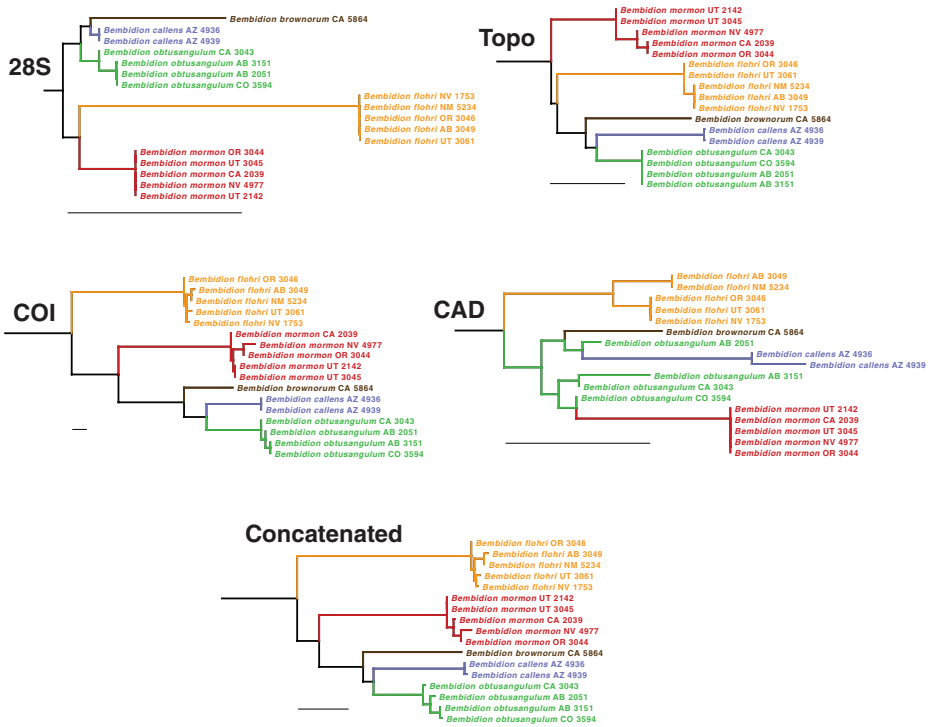 28S
Bembidion brownorum CA 5864
Bembidion callens AZ 4936
Bembidion callens AZ 4939
Bembidion obtusangulum CA 3043
Bembidion obtusangulum AB 3151
Bembidion obtusangulum AB 2051
Bembidion obtusangulum CO 3594
Bembidion flohri NV 1753
Bembidion flohri NM 5234
Bembidion flohri OR 3046
Bembidion flohri AB 3049
Bembidion flohri UT 3061
Bembidion mormon OR 3044
Bembidion mormon UT 3045
Bembidion mormon CA 2039
Bembidion mormon NV 4977
Bembidion mormon UT 2142
Topo
Bembidion mormon UT 2142
Bembidion mormon UT 3045
Bembidion mormon NV 4977
Bembidion mormon CA 2039
Bembidion mormon OR 3044
Bembidion flohri OR 3046
Bembidion flohri UT 3061
Bembidion flohri NM 5234
Bembidion flohri AB 3049
Bembidion flohri NV 1753
Bembidion brownorum CA 5864
Bembidion callens AZ 4936
Bembidion callens AZ 4939
Bembidion obtusangulum CA 3043
Bembidion obtusangulum CO 3594
Bembidion obtusangulum AB 2051
Bembidion obtusangulum AB 3151
COI
Bembidion flohri OR 3046
Bembidion flohri AB 3049
Bembidion flohri NM 5234
Bembidion flohri UT 3061
Bembidion flohri NV 1753
Bembidion mormon CA 2039
Bembidion mormon NV 4977
Bembidion mormon OR 3044
Bembidion mormon UT 2142
Bembidion mormon UT 3045
Bembidion brownorum CA 5864
Bembidion callens AZ 4936
Bembidion callens AZ 4939
Bembidion obtusangulum CA 3043
Bembidion obtusangulum AB 2051
Bembidion obtusangulum AB 3151
Bembidion obtusangulum CO 3594
CAD
Bembidion flohri AB 3049
Bembidion flohri NM 5234
Bembidion flohri OR 3046
Bembidion flohri UT 3061
Bembidion flohri NV 1753
Bembidion brownorum CA 5864
Bembidion obtusangulum AB 2051
Bembidion callens AZ 4936
Bembidion callens AZ 4939
Bembidion obtusangulum AB 3151
Bembidion obtusangulum CA 3043
Bembidion obtusangulum CO 3594
Bembidion mormon UT 2142
Bembidion mormon CA 2039
Bembidion mormon UT 3045
Bembidion mormon NV 4977
Bembidion mormon OR 3044
Concatenated
Bembidion flohri OR 3046
Bembidion flohri AB 3049
Bembidion flohri NM 5234
Bembidion flohri UT 3061
Bembidion flohri NV 1753
Bembidion mormon UT 2142
Bembidion mormon UT 3045
Bembidion mormon CA 2039
Bembidion mormon NV 4977
Bembidion mormon OR 3044
Bembidion brownorum CA 5864
Bembidion callens AZ 4936
Bembidion callens AZ 4939
Bembidion obtusangulum CA 3043
Bembidion obtusangulum AB 2051
Bembidion obtusangulum AB 3151
Bembidion obtusangulum CO 3594